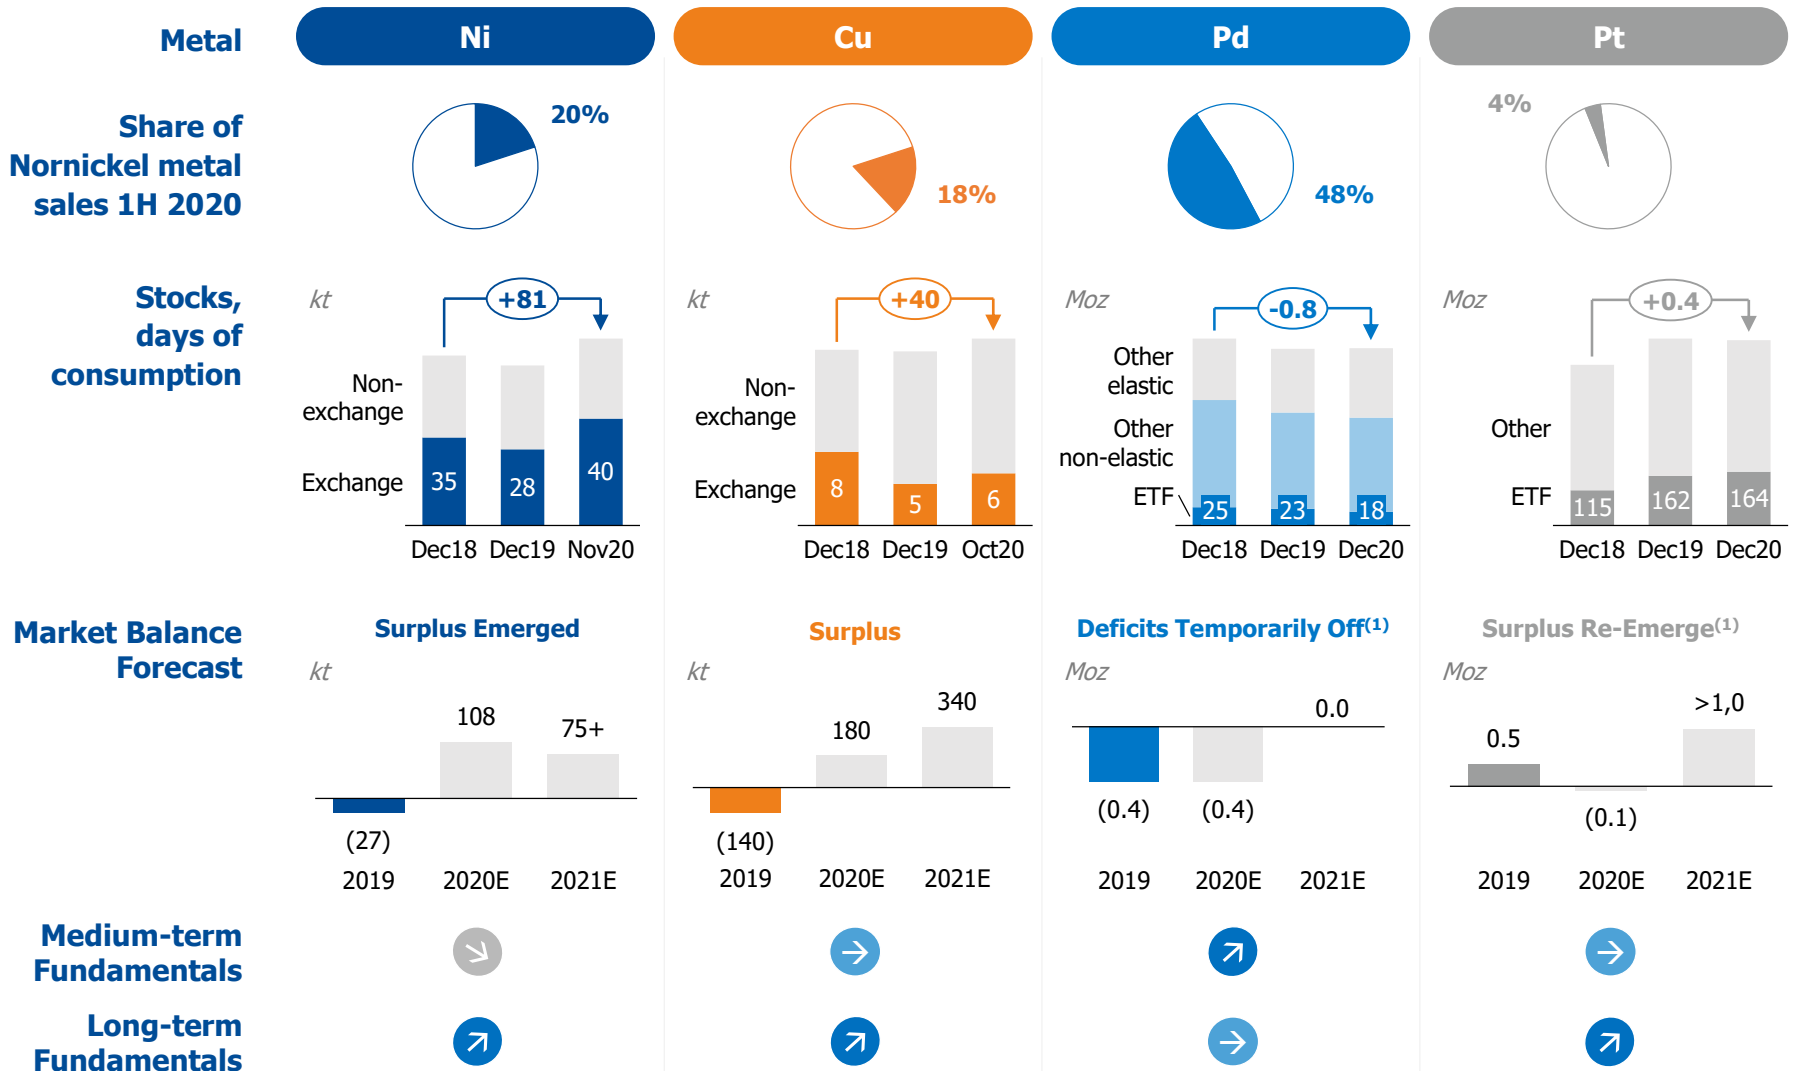 Metal
Ni
Cu
Pd
Pt
Share of
Nornickel metal
sales 1H 2020
20%
18%
48%
4%
Stocks,
days of
consumption
kt
+81
Non-
exchange
Exchange
35
28
40
Dec18 Dec19 Nov20
kt
+40
Non-
exchange
Exchange
8
5
6
Dec18 Dec19 Oct20
Moz
-0.8
Other
elastic
Other
non-elastic
ETF
25
23
18
Dec18 Dec19 Dec20
Moz
+0.4
Other
ETF
115
162
164
Dec18 Dec19 Dec20
Market Balance
Forecast
Surplus Emerged
kt
108
75+
(27)
2019 2020E 2021E
Surplus
kt
180
340
(140)
2019 2020E 2021E
Deficits Temporarily Off(1)
Moz
0.0
(0.4)
(0.4)
2019 2020E 2021E
Surplus Re-Emerge(1)
Moz
0.5
>1,0
(0.1)
2019 2020E 2021E
Medium-term
Fundamentals
Long-term
Fundamentals